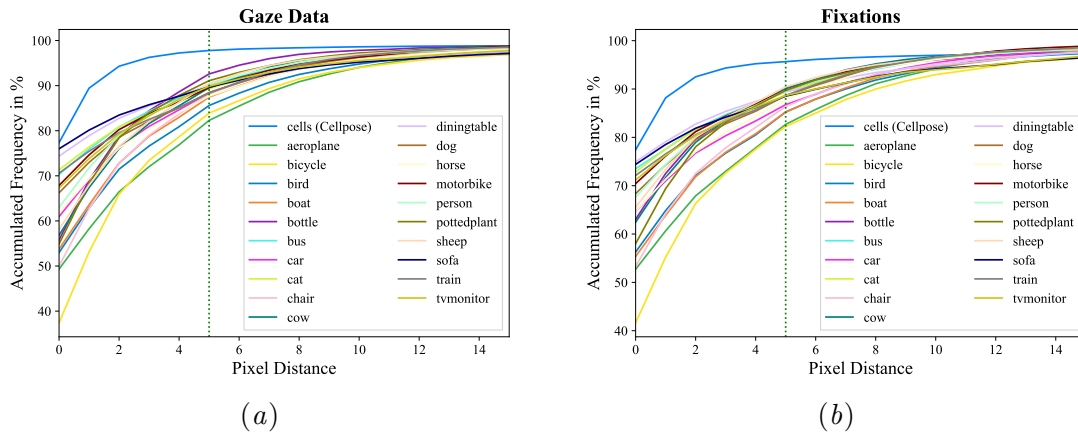 Gaze Data
Accumulated Frequency in %
100
90
80
70
60
50
40
cells (Cellpose)
aeroplane
bicycle
bird
boat
bottle
bus
car
cat
chair
cow
diningtable
dog
horse
motorbike
person
pottedplant
sheep
sofa
train
tvmonitor
0 2 4 6 8 10 12 14
Pixel Distance
(a)
Fixations
Accumulated Frequency in %
100
90
80
70
60
50
40
cells (Cellpose)
aeroplane
bicycle
bird
boat
bottle
bus
car
cat
chair
cow
diningtable
dog
horse
motorbike
person
pottedplant
sheep
sofa
train
tvmonitor
0 2 4 6 8 10 12 14
Pixel Distance
(b)